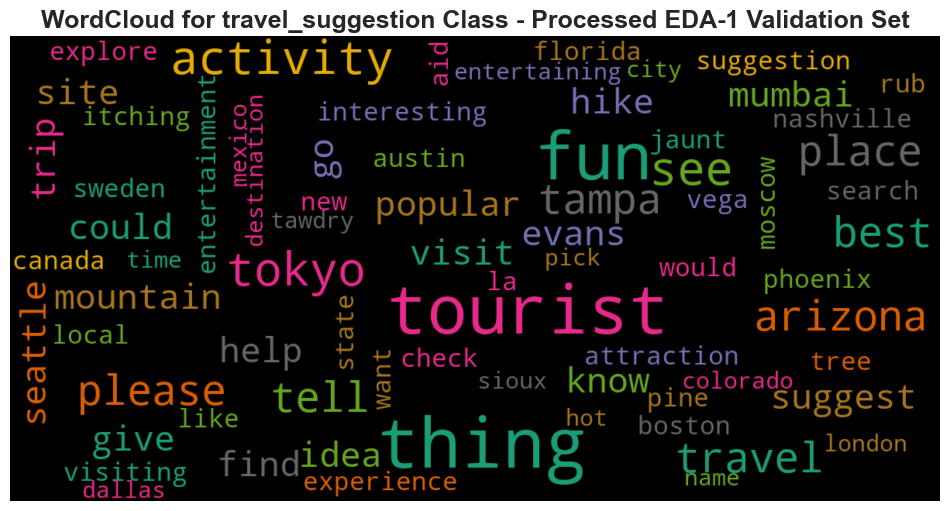 WordCloud for travel_suggestion Class - Processed EDA-1 Validation Set
explore
activity
aid
florida
entertaining
city
suggestion
site
itching
entertainment
interesting
hike
mumbai
rub
nashville
trip
mexico
destination
go
austin
fun
jaunt
see
place
sweden
new
tawdry
popular
tampa
vega
moscow
search
could
evans
best
canada
time
tokyo
visit
pick
would
la
phoenix
mountain
tourist
arizona
seattle
local
help
state
check
attraction
tree
please
tell
want
sioux
know
colorado
pine
suggest
like
hot
boston
give
thing
london
visiting
find
idea
travel
name
dallas
experience